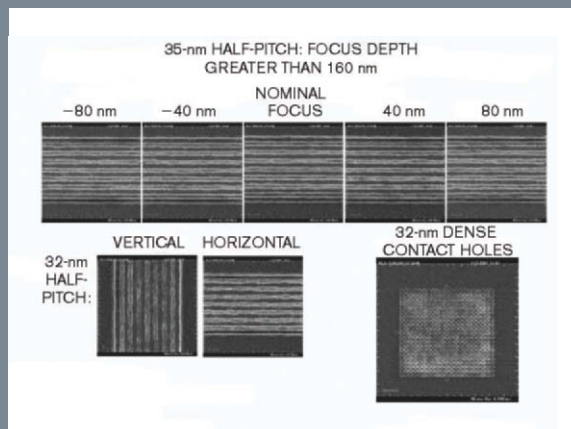 35-nm HALF-PITCH: FOCUS DEPTH
GREATER THAN 160 nm
−80 nm
−40 nm
NOMINAL
FOCUS
40 nm
80 nm
32-nm
HALF-
PITCH:
VERTICAL
HORIZONTAL
32-nm DENSE
CONTACT HOLES